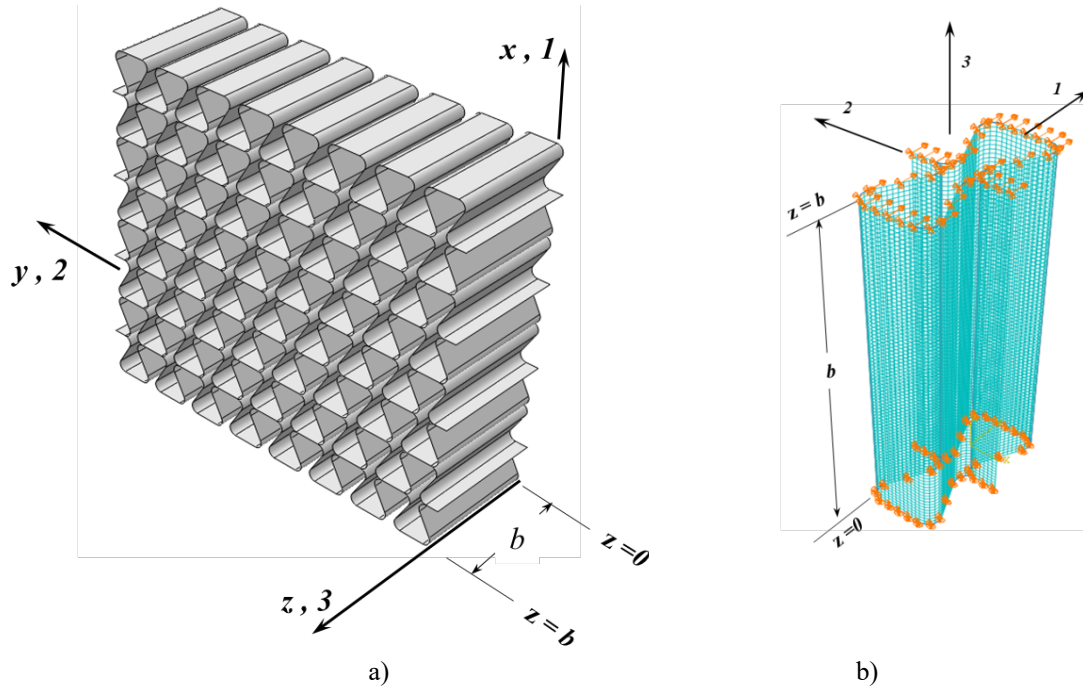 x , 1
y , 2
b
z =0
z = b
z, 3
a)
3
1
2
z = b
b
z=0
b)